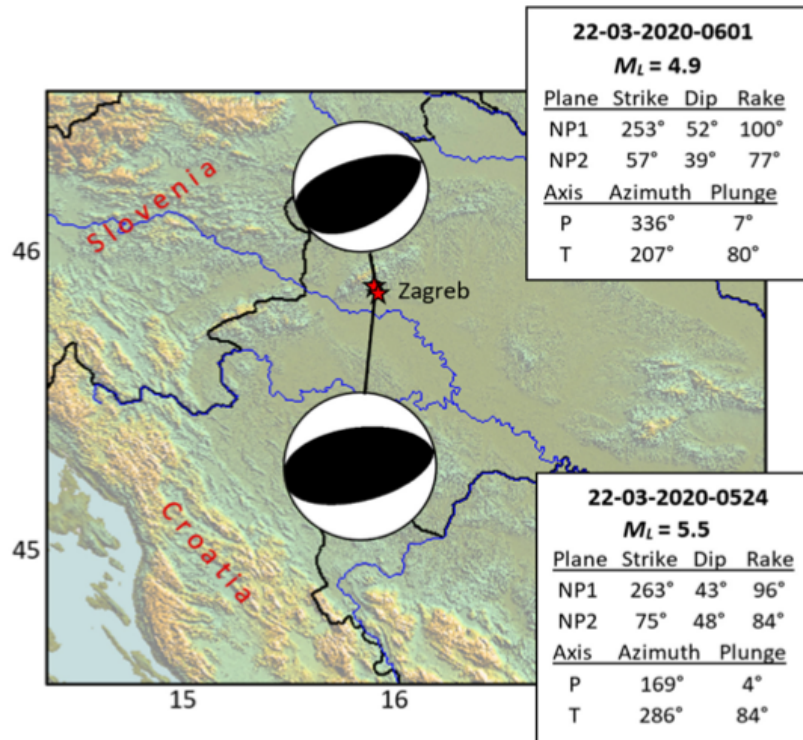 22-03-2020-0601
ML = 4.9
Plane Strike Dip Rake
NP1 253° 52° 100°
NP2 57° 39° 77°
Axis Azimuth Plunge
P 336° 7°
T 207° 80°
Slovenia
46
Zagreb
Croatia
45
15
16
22-03-2020-0524
ML = 5.5
Plane Strike Dip Rake
NP1 263° 43° 96°
NP2 75° 48° 84°
Axis Azimuth Plunge
P 169° 4°
T 286° 84°